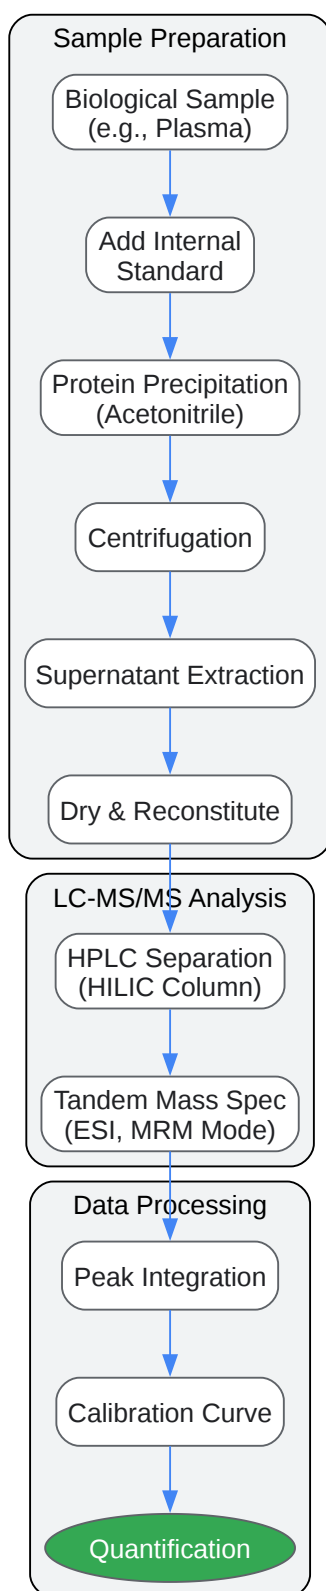 Sample Preparation
Biological Sample
(e.g., Plasma)
Add Internal
Standard
Protein Precipitation
(Acetonitrile)
Centrifugation
Supernatant Extraction
Dry & Reconstitute
LC-MS/MS Analysis
HPLC Separation
(HILIC Column)
Tandem Mass Spec
(ESI, MRM Mode)
Data Processing
Peak Integration
Calibration Curve
Quantification